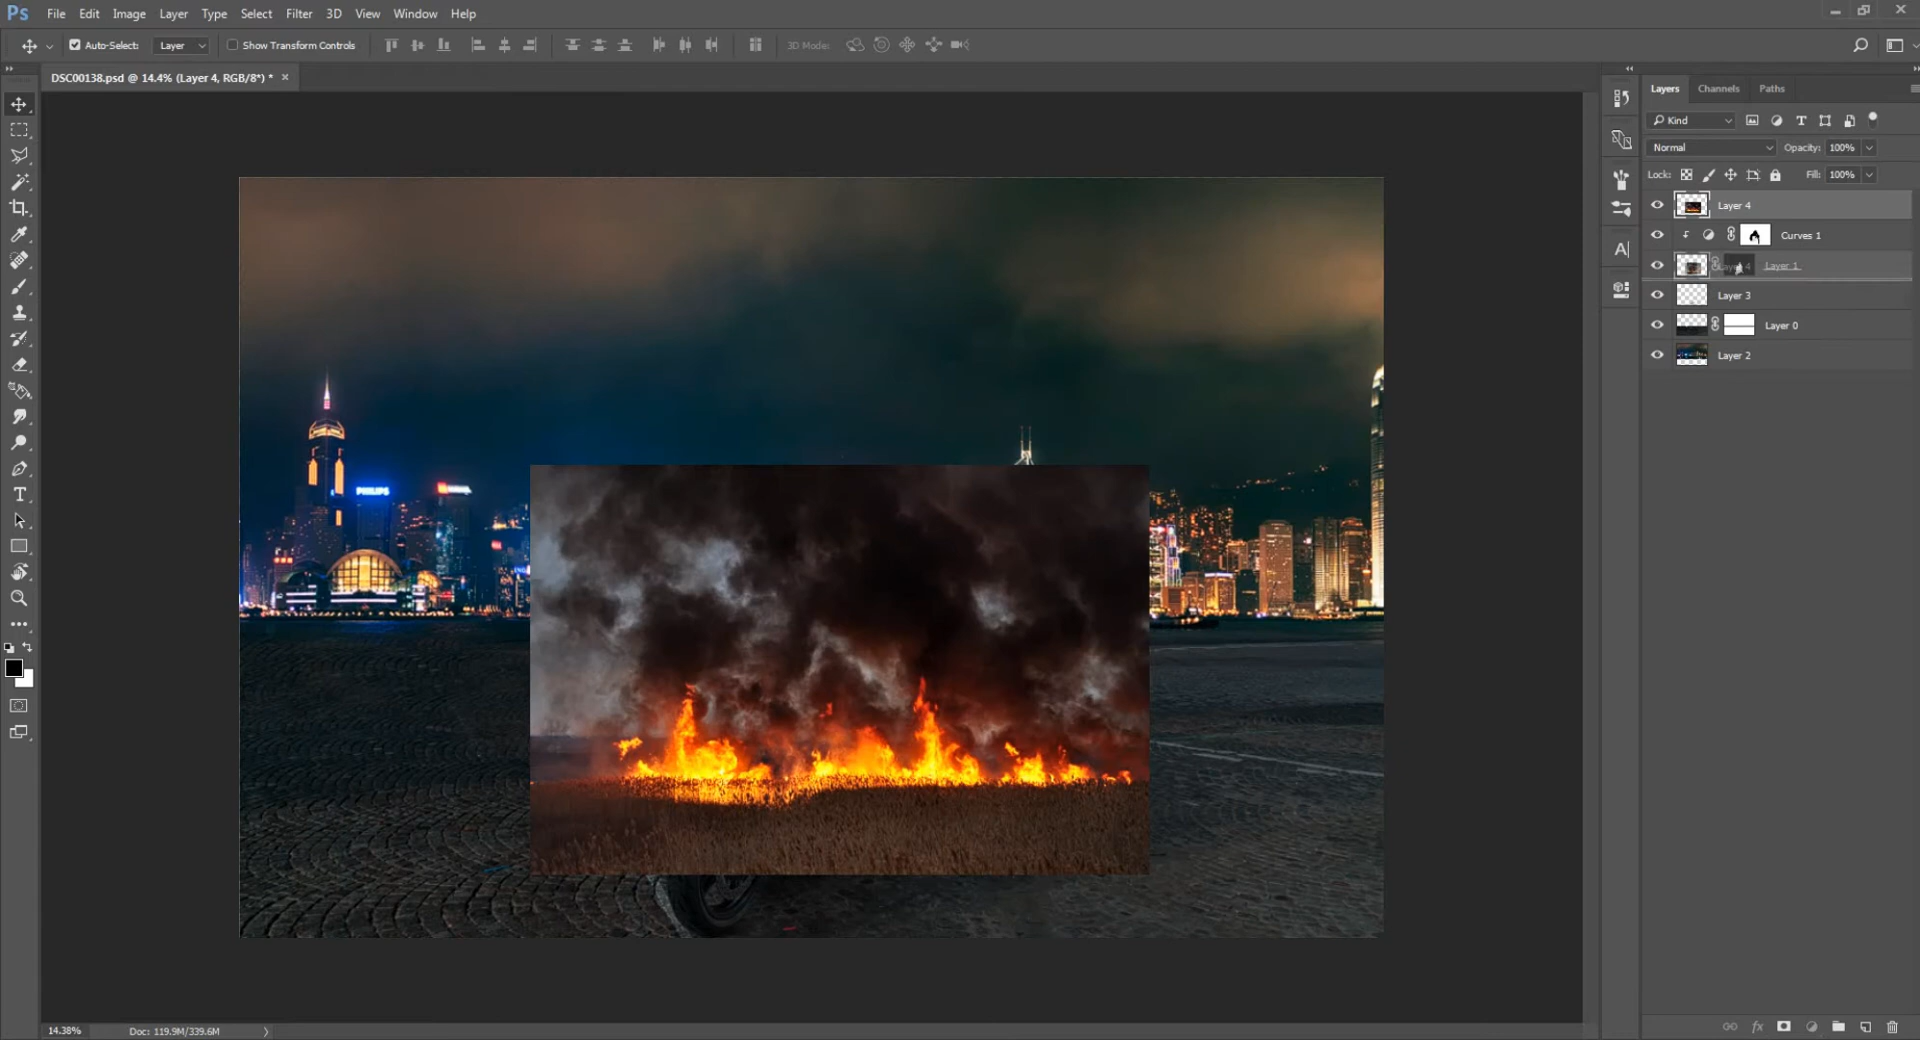 Ps File Edit Image Layer Type Select Filter 3D View Window Help
Auto-Select: Layer Show Transform Controls 3D Mode:
DSC00138.psd @ 14.4% (Layer 4, RGB/8*) * ×
Layers Channels Paths
Kind
Normal Opacity: 100%
Lock: Fill: 100%
Layer 4
Curves 1
Layer 4 Layer 1
Layer 3
Layer 0
Layer 2
PHILIPS
14.38% Doc: 119.9M/339.6M